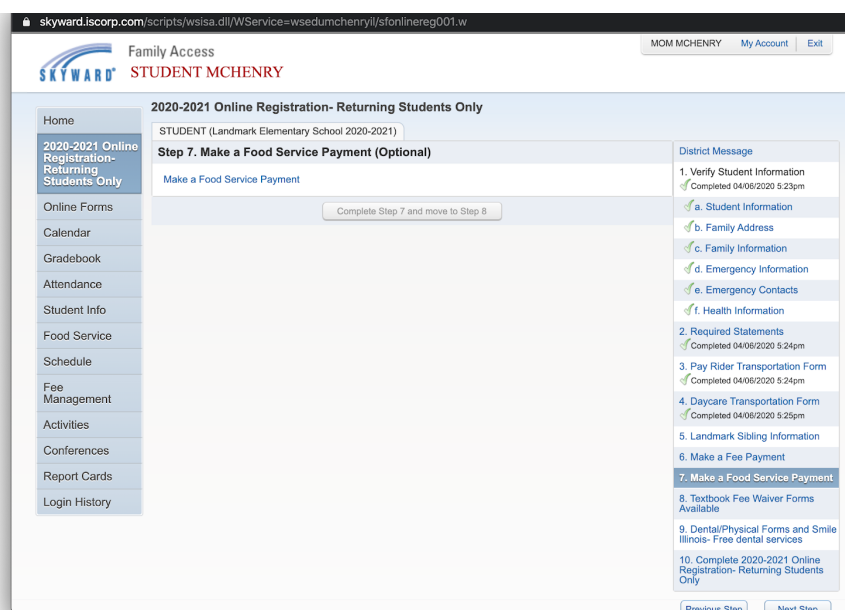 skyward.iscorp.com/scripts/wsisa.dll/WService=wsedumchenryil/sfonlinereg001.w
MOM MCHENRY My Account Exit
Family Access
SKYWARD®
STUDENT MCHENRY
Home
2020-2021 Online
Registration-
Returning
Students Only
Online Forms
Calendar
Gradebook
Attendance
Student Info
Food Service
Schedule
Fee
Management
Activities
Conferences
Report Cards
Login History
2020-2021 Online Registration- Returning Students Only
STUDENT (Landmark Elementary School 2020-2021)
Step 7. Make a Food Service Payment (Optional)
Make a Food Service Payment
Complete Step 7 and move to Step 8
District Message
1. Verify Student Information
Completed 04/06/2020 5:23pm
a. Student Information
b. Family Address
c. Family Information
d. Emergency Information
e. Emergency Contacts
f. Health Information
2. Required Statements
Completed 04/06/2020 5:24pm
3. Pay Rider Transportation Form
Completed 04/06/2020 5:24pm
4. Daycare Transportation Form
Completed 04/06/2020 5:25pm
5. Landmark Sibling Information
6. Make a Fee Payment
7. Make a Food Service Payment
8. Textbook Fee Waiver Forms
Available
9. Dental/Physical Forms and Smile
Illinois- Free dental services
10. Complete 2020-2021 Online
Registration- Returning Students
Only
Previous Step Next Step